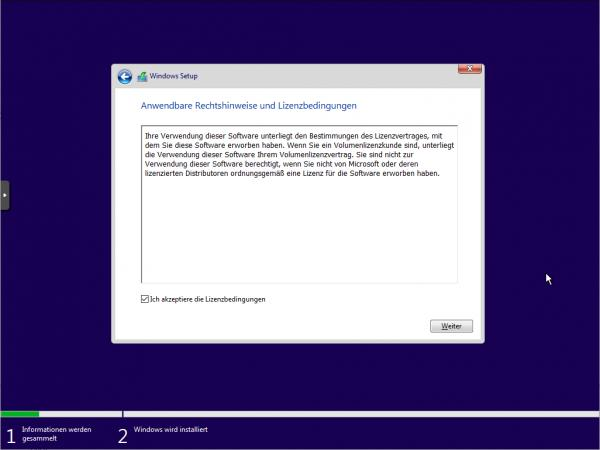 Windows Setup
Anwendbare Rechtshinweise und Lizenzbedingungen
Ihre Verwendung dieser Software unterliegt den Bestimmungen des Lizenzvertrages, mit
dem Sie diese Software erworben haben. Wenn Sie ein Volumenlizenzkunde sind, unterliegt
die Verwendung dieser Software Ihrem Volumenlizenzvertrag. Sie sind nicht zur
Verwendung dieser Software berechtigt, wenn Sie nicht von Microsoft oder deren
lizenzierten Distributoren ordnungsgemäß eine Lizenz für die Software erworben haben.
Ich akzeptiere die Lizenzbedingungen
Weiter
1 Informationen werden
gesammelt
2 Windows wird installiert